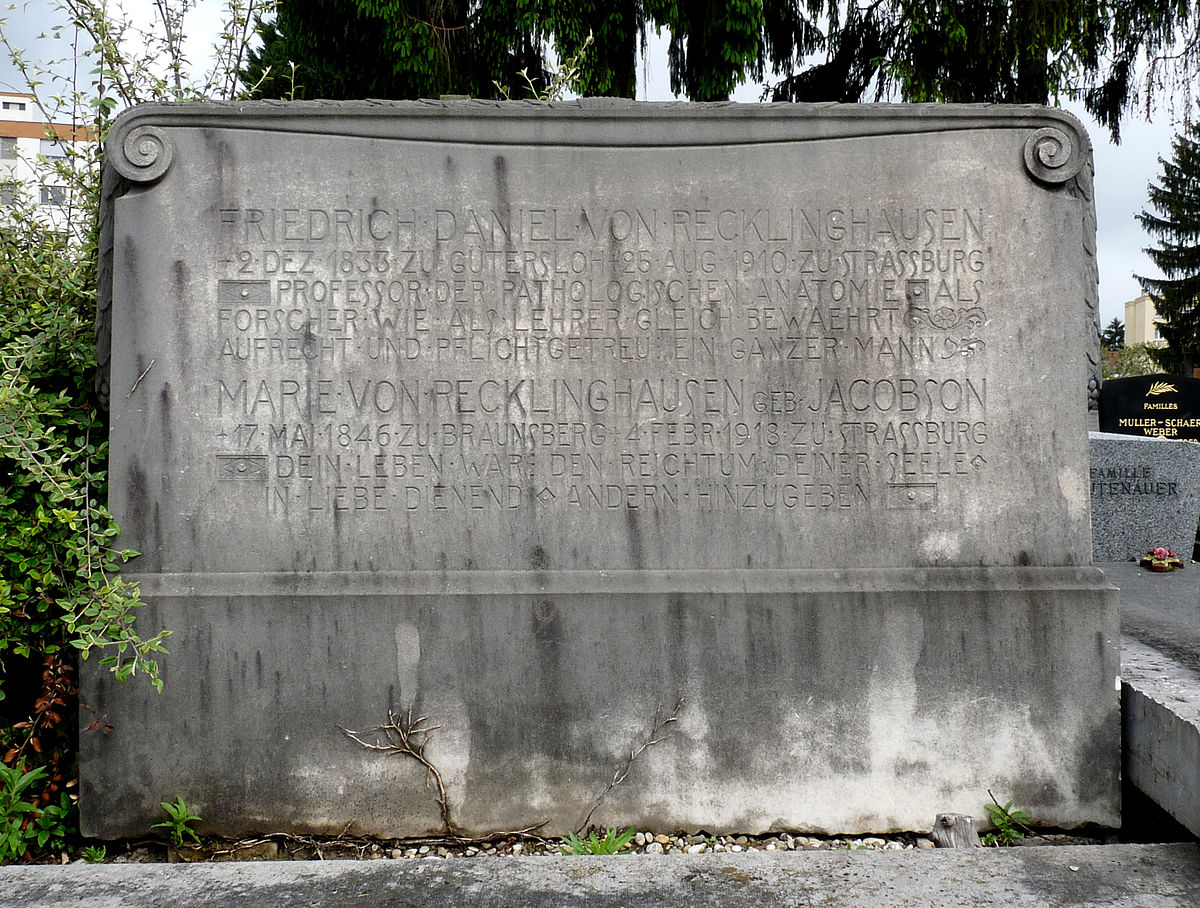 FRIEDRICH·DANIEL·VON·RECKLINGHAUSEN
+2·DEZ·1833·ZU·GUTERSLOH+25·AUG·1910·ZU·STRASSBURG
PROFESSOR·DER·PATHOLOGISCHEN·ANATOMIE ALS
FORSCHER·WIE·ALS·LEHRER·GLEICH·BEWAEHRT
AUFRECHT·UND·PFLICHTGETREU·EIN·GANZER·MANN
MARIE·VON·RECKLINGHAUSEN GEB·JACOBSON
+17·MAI·1846·ZU·BRAUNSBERG·4·FEBR·1918·ZU·STRASSBURG
DEIN·LEBEN·WAR·DEN·REICHTUM·DEINER·SEELE
IN·LIEBE·DIENEND ANDERN·HINZUGEBEN
FAMILLES
MULLER-SCHAER
WEBER
FAMILLE
UTENAUER